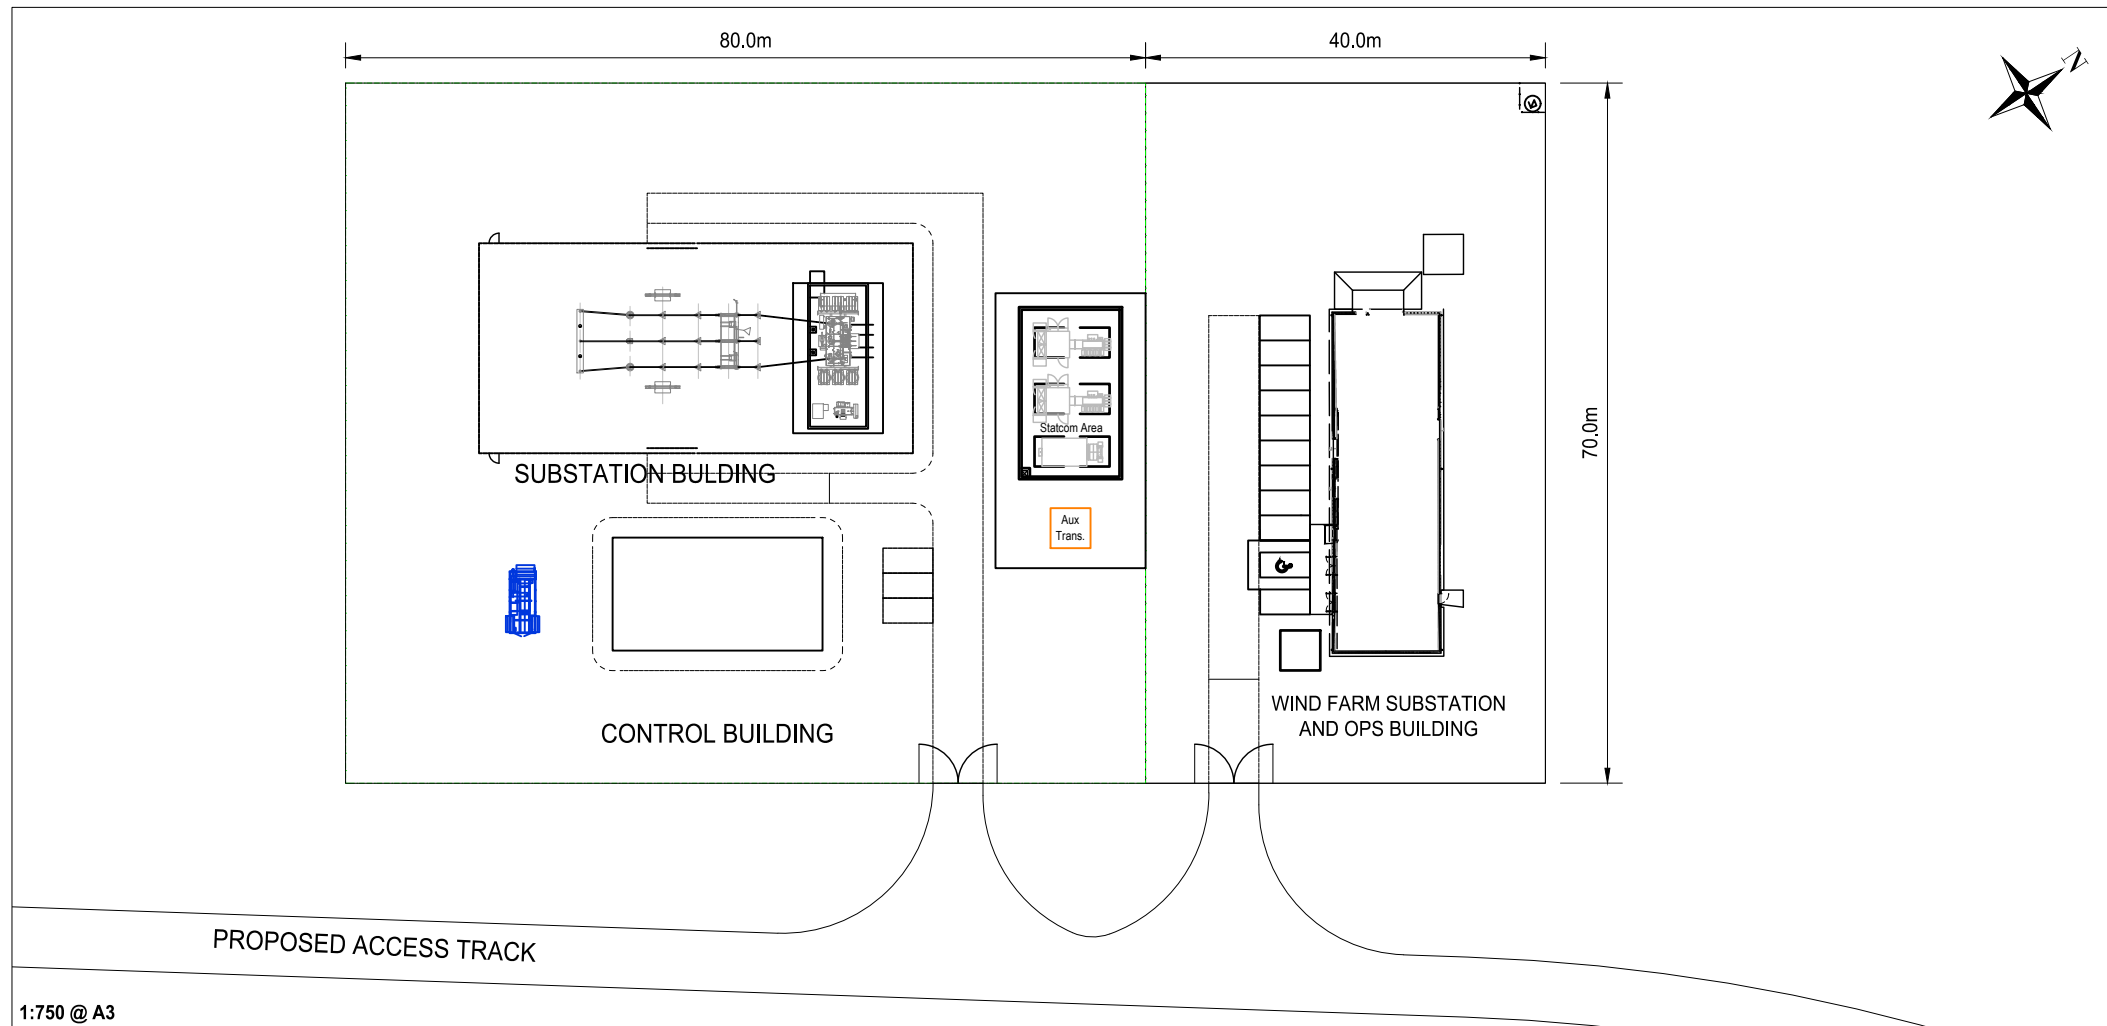 80.0m
40.0m
N
70.0m
SUBSTATION BULDING
Statcom Area
Aux
Trans.
WIND FARM SUBSTATION
AND OPS BUILDING
CONTROL BUILDING
PROPOSED ACCESS TRACK
1:750 @ A3